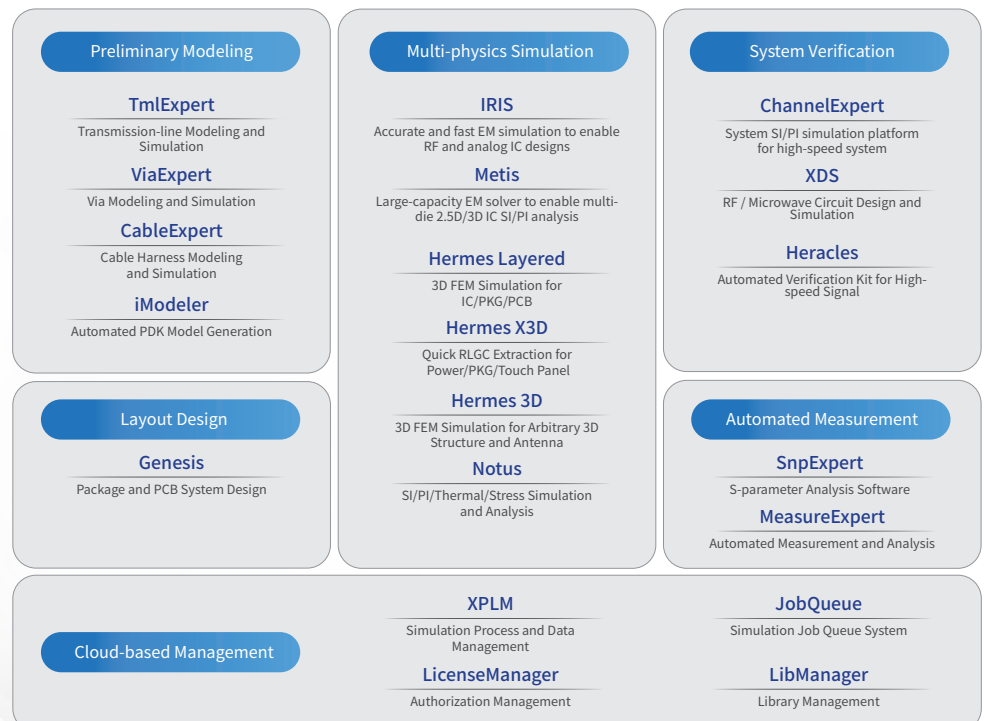 Preliminary Modeling
TmlExpert
Transmission-line Modeling and
Simulation
ViaExpert
Via Modeling and Simulation
CableExpert
Cable Harness Modeling
and Simulation
iModeler
Automated PDK Model Generation
Layout Design
Genesis
Package and PCB System Design
Multi-physics Simulation
IRIS
Accurate and fast EM simulation to enable
RF and analog IC designs
Metis
Large-capacity EM solver to enable multi-
die 2.5D/3D IC SI/PI analysis
Hermes Layered
3D FEM Simulation for
IC/PKG/PCB
Hermes X3D
Quick RLGC Extraction for
Power/PKG/Touch Panel
Hermes 3D
3D FEM Simulation for Arbitrary 3D
Structure and Antenna
Notus
SI/PI/Thermal/Stress Simulation
and Analysis
System Verification
ChannelExpert
System SI/PI simulation platform
for high-speed system
XDS
RF / Microwave Circuit Design and
Simulation
Heracles
Automated Verification Kit for High-
speed Signal
Automated Measurement
SnpExpert
S-parameter Analysis Software
MeasureExpert
Automated Measurement and Analysis
Cloud-based Management
XPLM
Simulation Process and Data
Management
LicenseManager
Authorization Management
JobQueue
Simulation Job Queue System
LibManager
Library Management